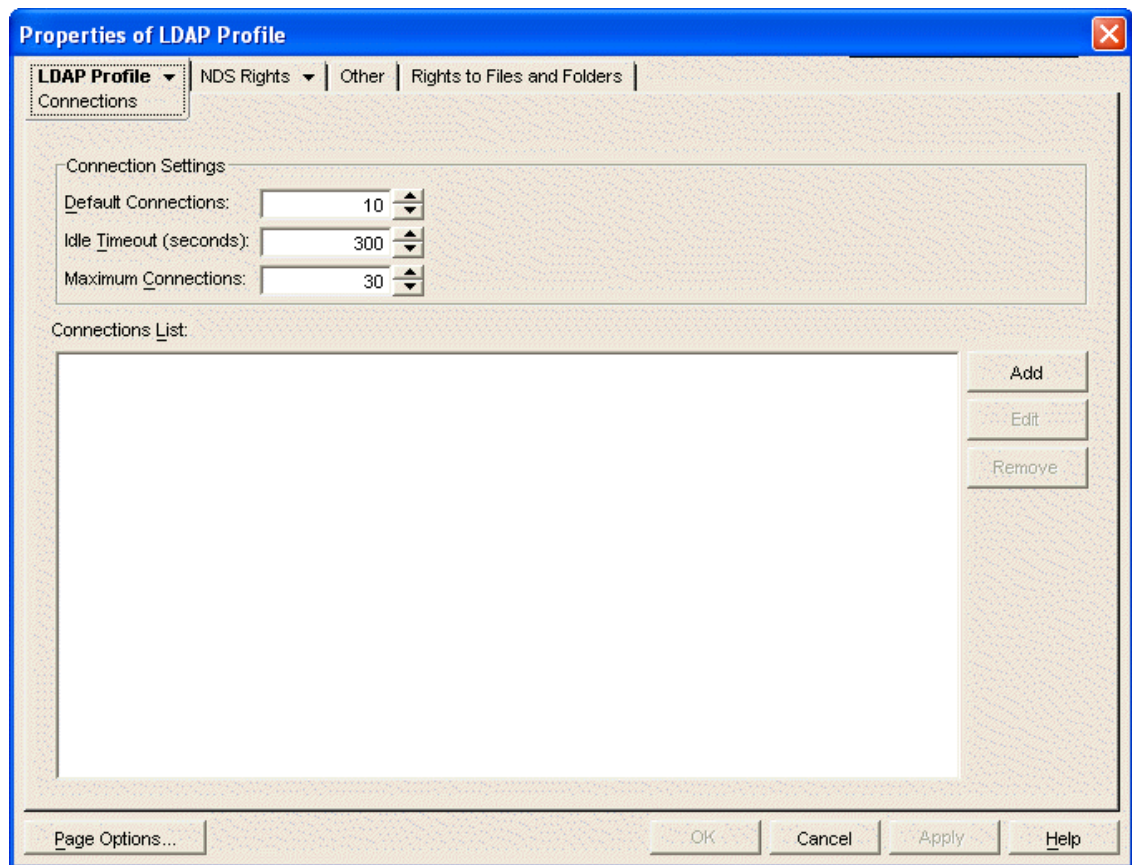 Properties of LDAP Profile
LDAP Profile NDS Rights Other Rights to Files and Folders
Connections
Connection Settings
Default Connections: 10
Idle Timeout (seconds): 300
Maximum Connections: 30
Connections List:
Add
Edit
Remove
Page Options... OK Cancel Apply Help